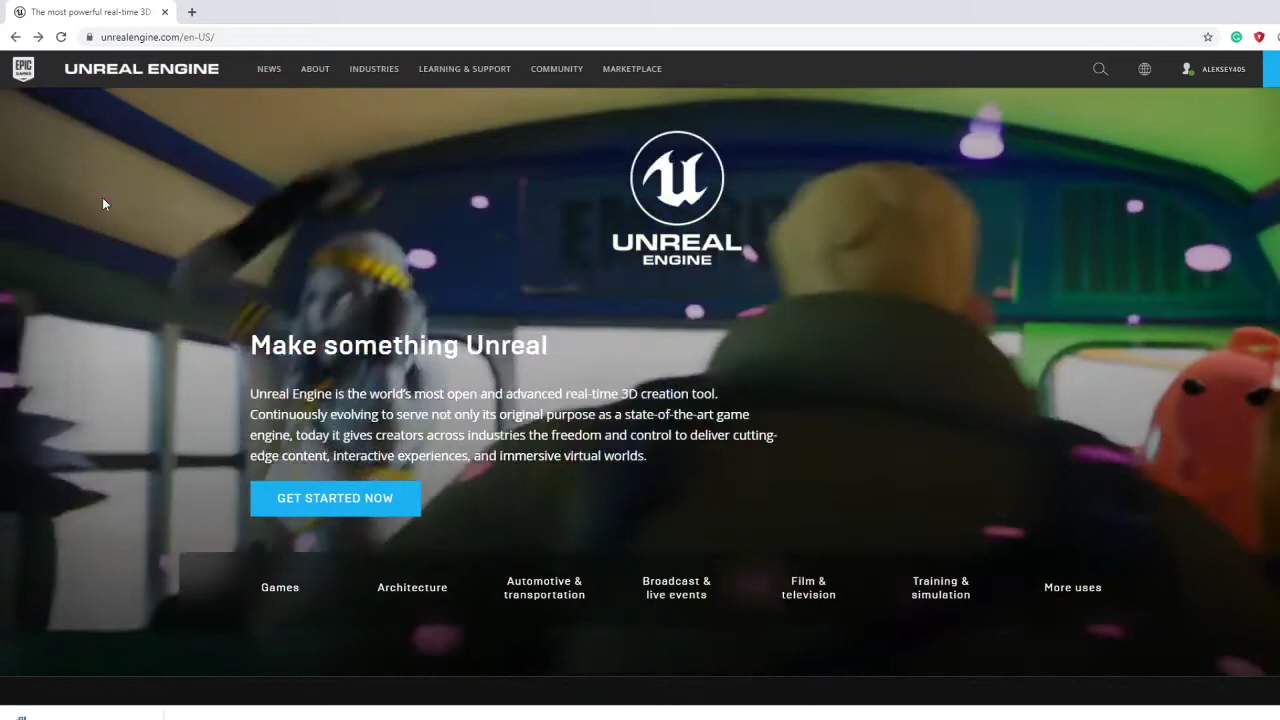 The most powerful real-time 3D
unrealengine.com/en-US/
EPIC
GAMES
UNREAL ENGINE
NEWS
ABOUT
INDUSTRIES
LEARNING & SUPPORT
COMMUNITY
MARKETPLACE
ALEKSEY405
UNREAL
ENGINE
Make something Unreal
Unreal Engine is the world's most open and advanced real-time 3D creation tool.
Continuously evolving to serve not only its original purpose as a state-of-the-art game
engine, today it gives creators across industries the freedom and control to deliver cutting-
edge content, interactive experiences, and immersive virtual worlds.
GET STARTED NOW
Games
Architecture
Automotive &
transportation
Broadcast &
live events
Film &
television
Training &
simulation
More uses